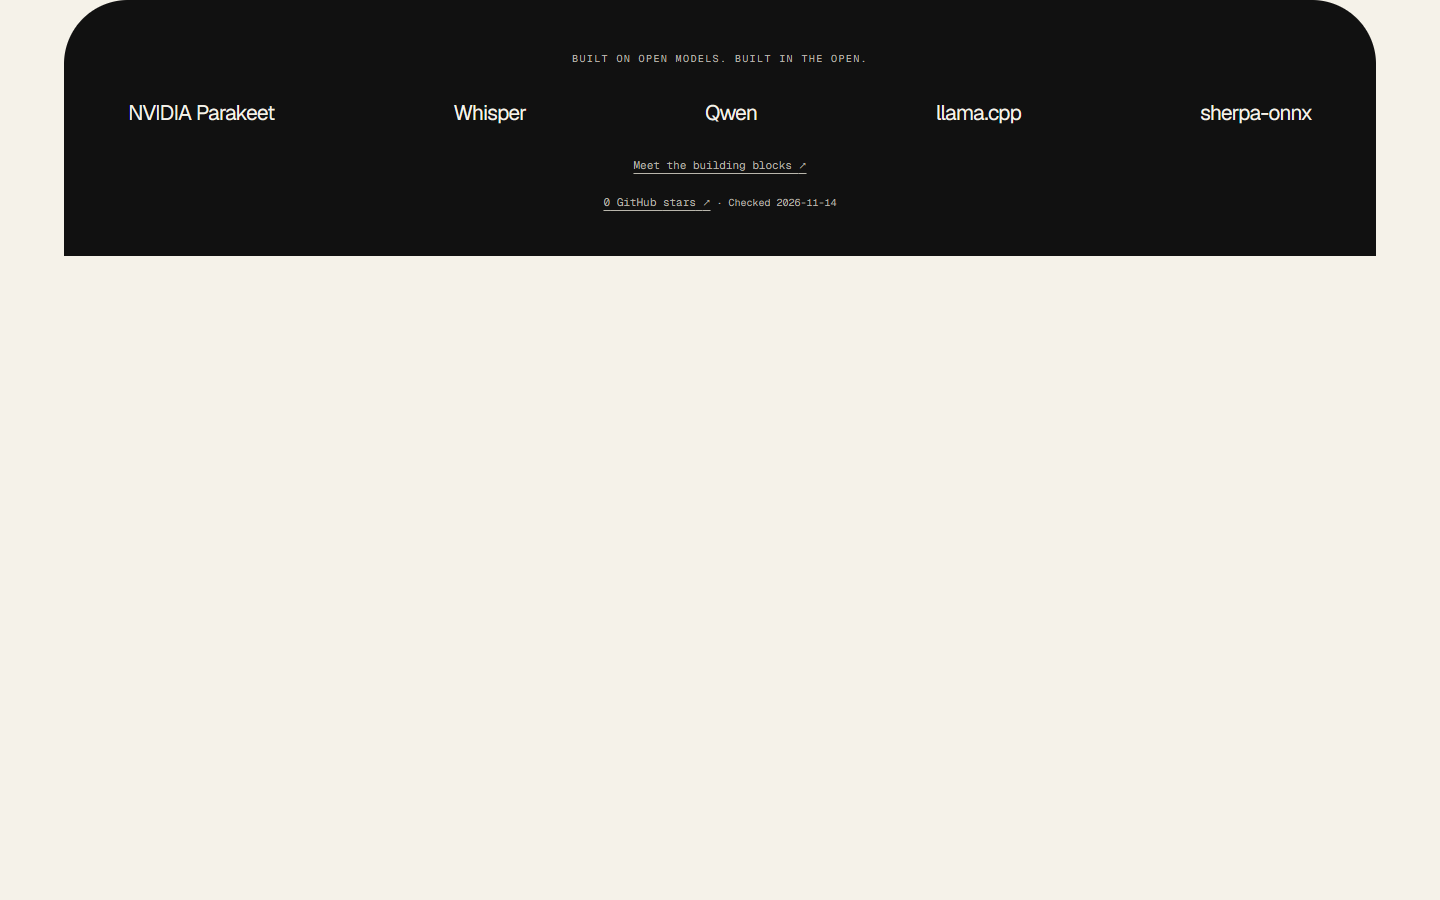 BUILT ON OPEN MODELS. BUILT IN THE OPEN.
NVIDIA Parakeet Whisper Qwen llama.cpp sherpa-onnx
Meet the building blocks ↗
0 GitHub stars ↗ · Checked 2026-11-14